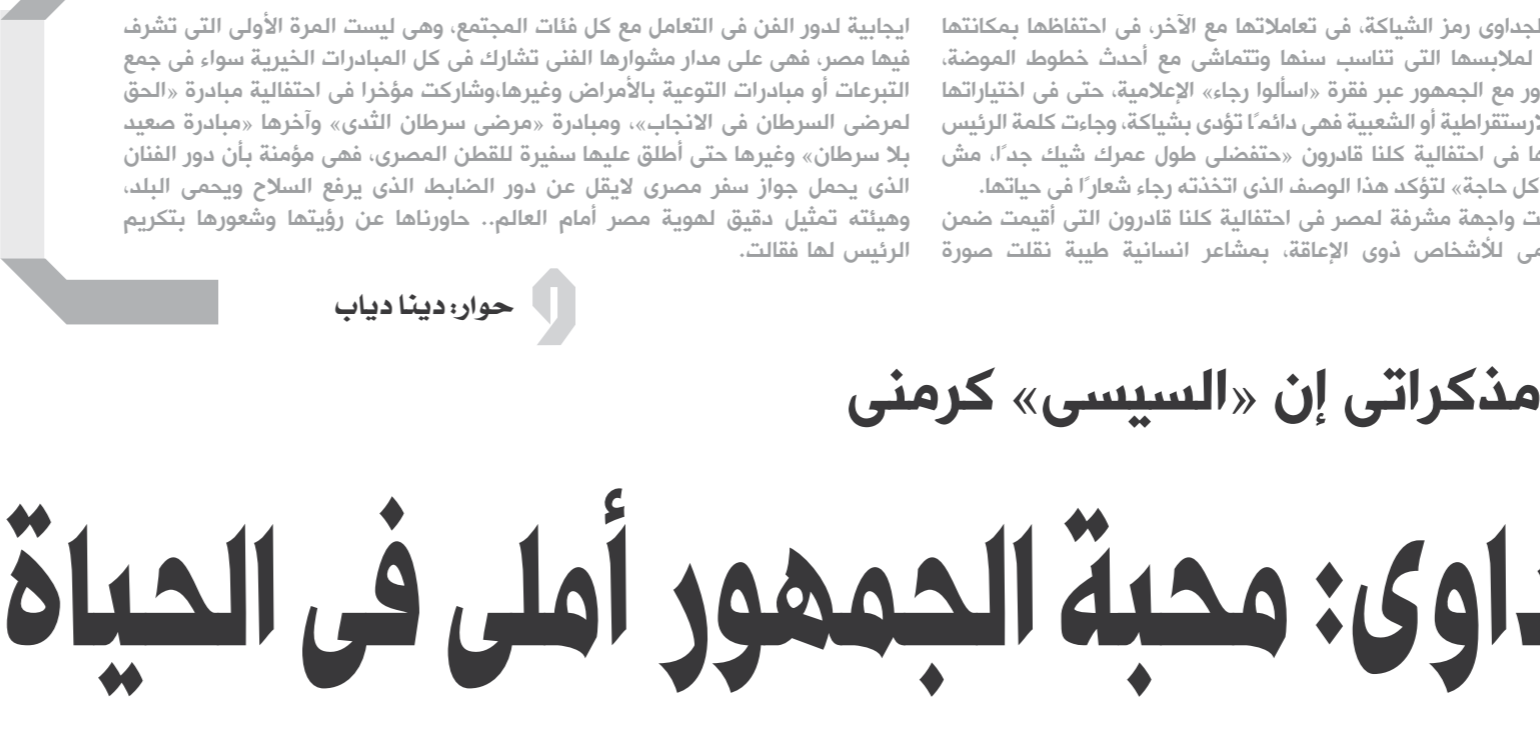 لجداوى رمز الشياكة، فى تعاملاتها مع الآخر، فى احتفاظها بمكانتها
لملابسها التى تناسب سنها وتتماشى مع أحدث خطوط الموضة،
ور مع الجمهور عبر فقرة «اسألوا رجاء» الإعلامية، حتى فى اختياراتها
لارستقراطية أو الشعبية فهى دائمًا تؤدى بشياكة، وجاءت كلمة الرئيس
ها فى احتفالية كلنا قادرون «حتفضلى طول عمرك شيك جدًا، مش
كل حاجة» لتؤكد هذا الوصف الذى اتخذته رجاء شعارًا فى حياتها.
ت واجهة مشرفة لمصر فى احتفالية كلنا قادرون التى أقيمت ضمن
مى للأشخاص ذوى الإعاقة، بمشاعر انسانية طيبة نقلت صورة
ايجابية لدور الفن فى التعامل مع كل فئات المجتمع، وهى ليست المرة الأولى التى تشرف
فيها مصر، فهى على مدار مشوارها الفنى تشارك فى كل المبادرات الخيرية سواء فى جمع
التبرعات أو مبادرات التوعية بالأمراض وغيرها،وشاركت مؤخرا فى احتفالية مبادرة «الحق
لمرضى السرطان فى الانجاب»، ومبادرة «مرضى سرطان الثدى» وآخرها «مبادرة صعيد
بلا سرطان» وغيرها حتى أطلق عليها سفيرة للقطن المصرى، فهى مؤمنة بأن دور الفنان
الذى يحمل جواز سفر مصرى لايقل عن دور الضابط الذى يرفع السلاح ويحمى البلد،
وهيئته تمثيل دقيق لهوية مصر أمام العالم.. حاورناها عن رؤيتها وشعورها بتكريم
الرئيس لها فقالت.
حوار: دينا دياب
مذكراتى إن «السيسى» كرمنى
داوى: محبة الجمهور أملى فى الحياة